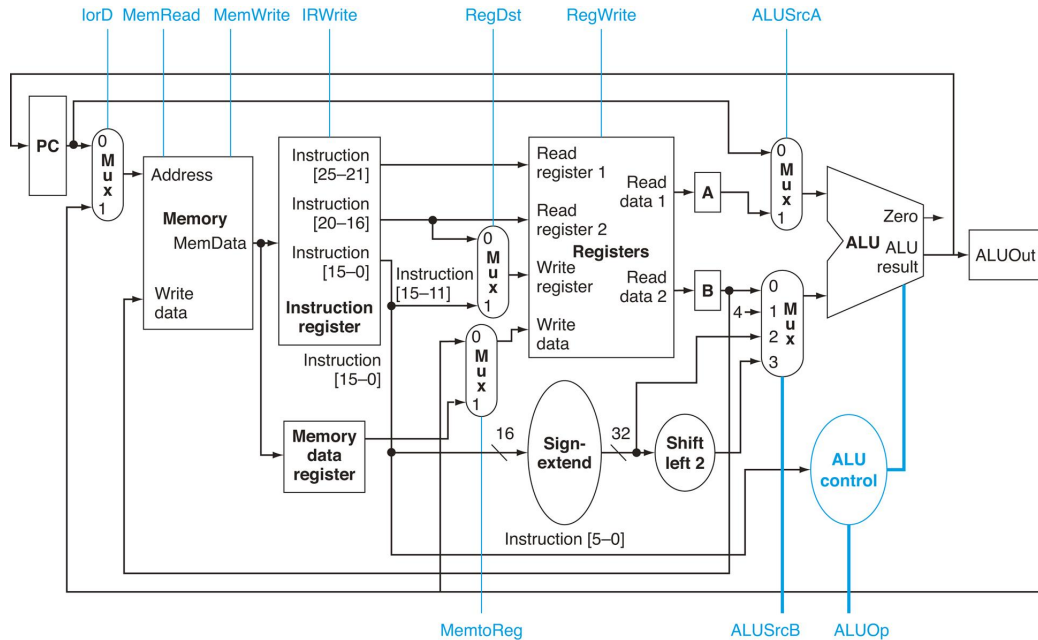 IorD
MemRead
MemWrite
IRWrite
RegDst
RegWrite
ALUSrcA
PC
0
M
u
x
1
Address
Memory
MemData
Write
data
Instruction
[25–21]
Instruction
[20–16]
Instruction
[15–0]
Instruction
register
Instruction
[15–11]
0
M
u
x
1
Read
register 1
Read
register 2
Registers
Write
register
Write
data
Read
data 1
Read
data 2
A
B
0
M
u
x
1
4
0
1
2
3
M
u
x
Zero
ALU
ALU
result
ALUOut
Instruction
[15–0]
0
M
u
x
1
Memory
data
register
16
Sign-
extend
32
Shift
left 2
ALU
control
Instruction [5–0]
MemtoReg
ALUSrcB
ALUOp